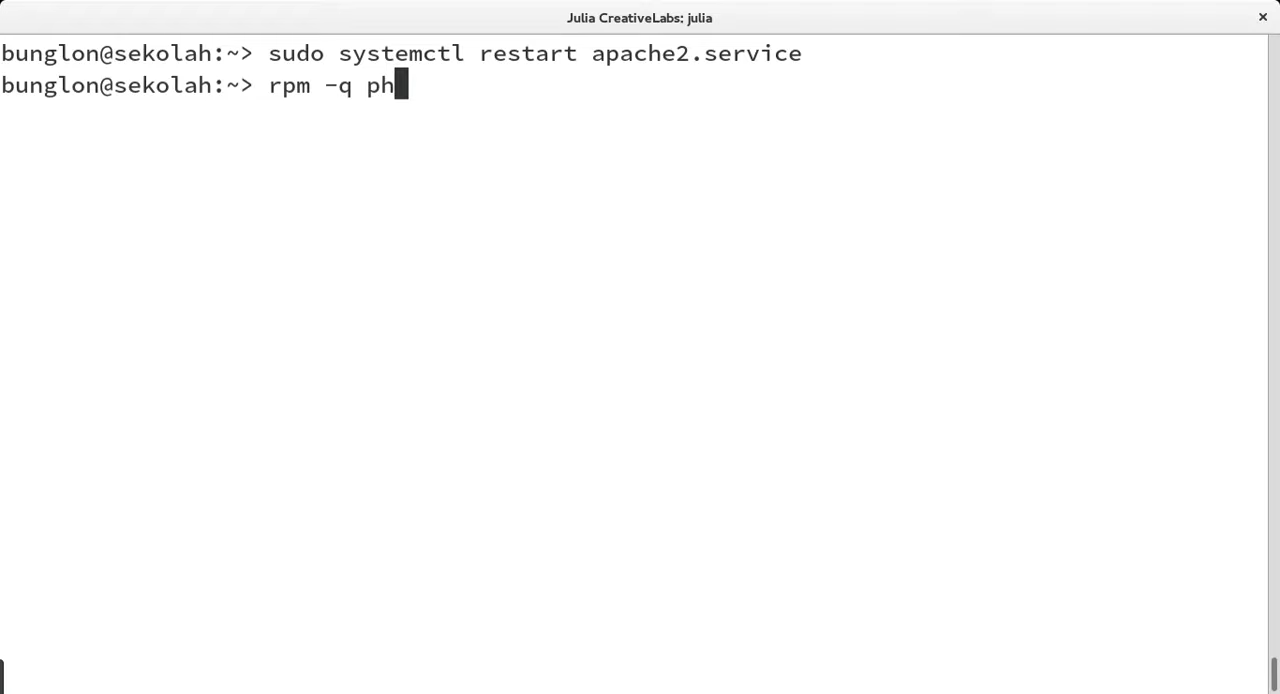 Julia CreativeLabs: julia
bunglon@sekolah:~> sudo systemctl restart apache2.service
bunglon@sekolah:~> rpm -q ph